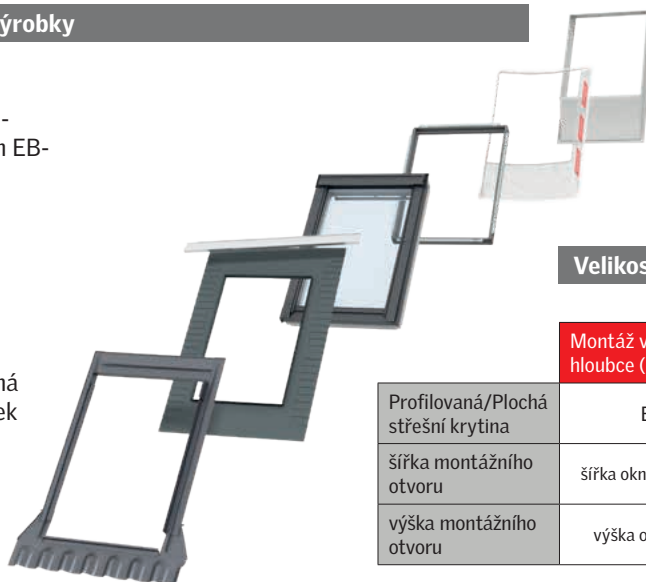 ýrobky
-
EB-
ná
ek
Velikos
Montáž v
hloubce (
Profilovaná/Plochá
střešní krytina
E
šířka montážního
otvoru
šířka okn
výška montážního
otvoru
výška o